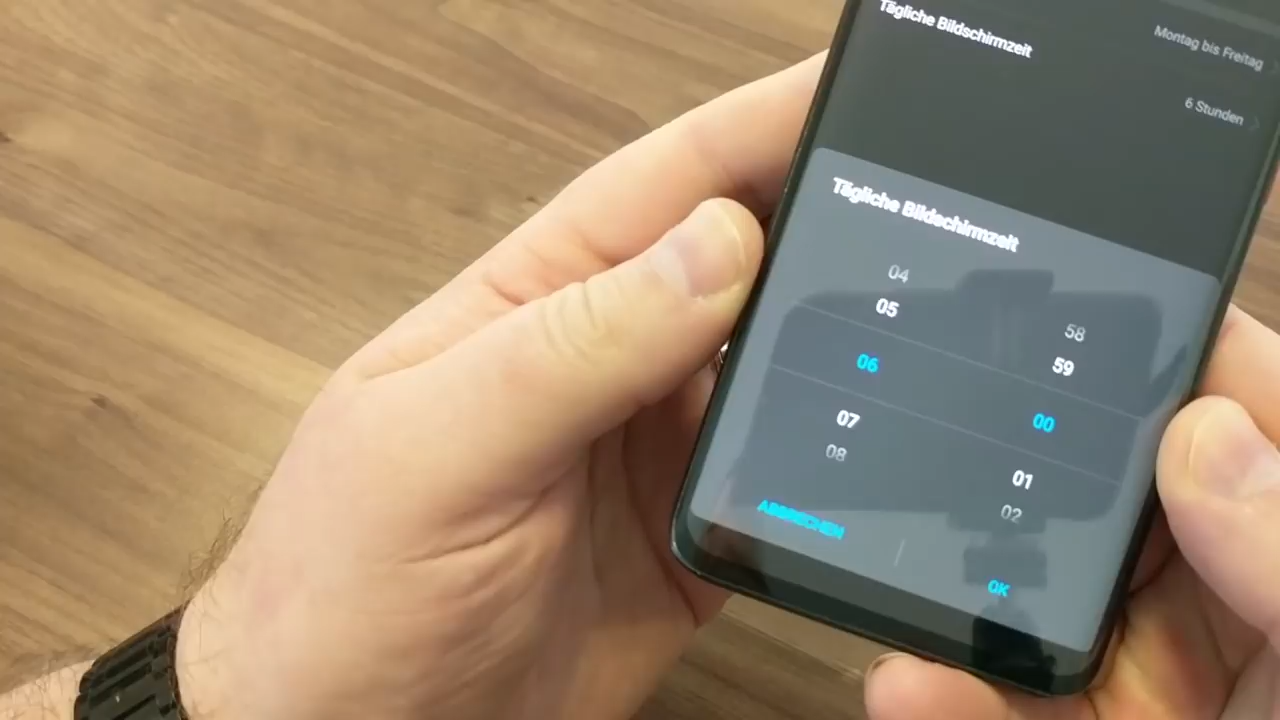 Tägliche Bildschirmzeit
Montag bis Freitag
6 Stunden
Tägliche Bildschirmzeit
04
05
58
59
06
00
07
08
01
02
ABBRECHEN
OK